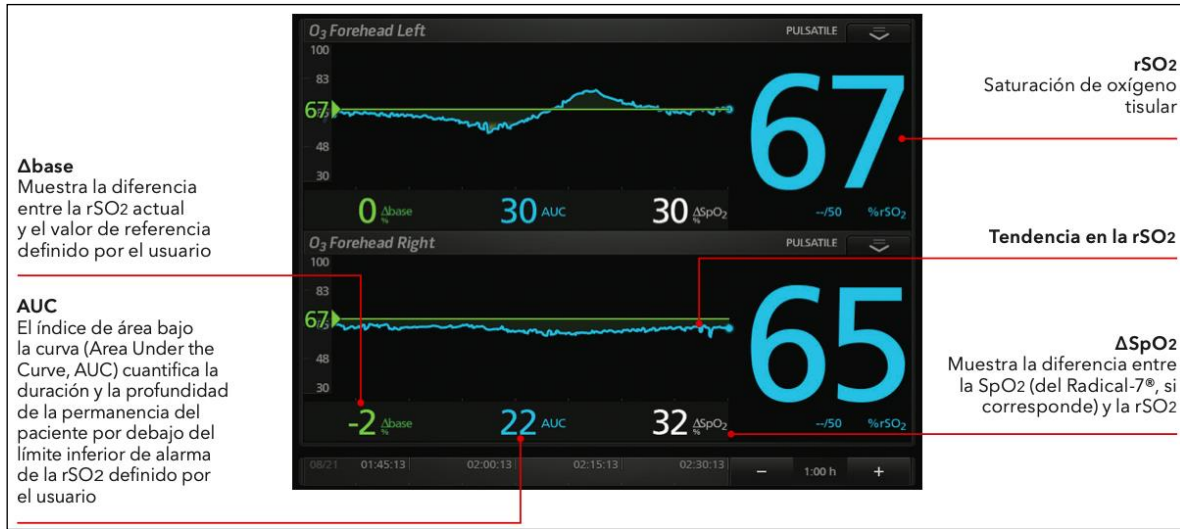 Δbase
Muestra la diferencia
entre la rSO2 actual
y el valor de referencia
definido por el usuario
AUC
El índice de área bajo
la curva (Area Under the
Curve, AUC) cuantifica la
duración y la profundidad
de la permanencia del
paciente por debajo del
límite inferior de alarma
de la rSO2 definido por
el usuario
O3 Forehead Left
PULSATILE
100
83
67
48
30
67
0 Δbase %
30 AUC
30 ΔSpO2 %
--/50 %rSO2
O3 Forehead Right
PULSATILE
100
83
67
48
30
65
-2 Δbase %
22 AUC
32 ΔSpO2 %
--/50 %rSO2
08/21 01:45:13 02:00:13 02:15:13 02:30:13
− 1:00 h +
rSO2
Saturación de oxígeno
tisular
Tendencia en la rSO2
ΔSpO2
Muestra la diferencia entre
la SpO2 (del Radical-7®, si
corresponde) y la rSO2